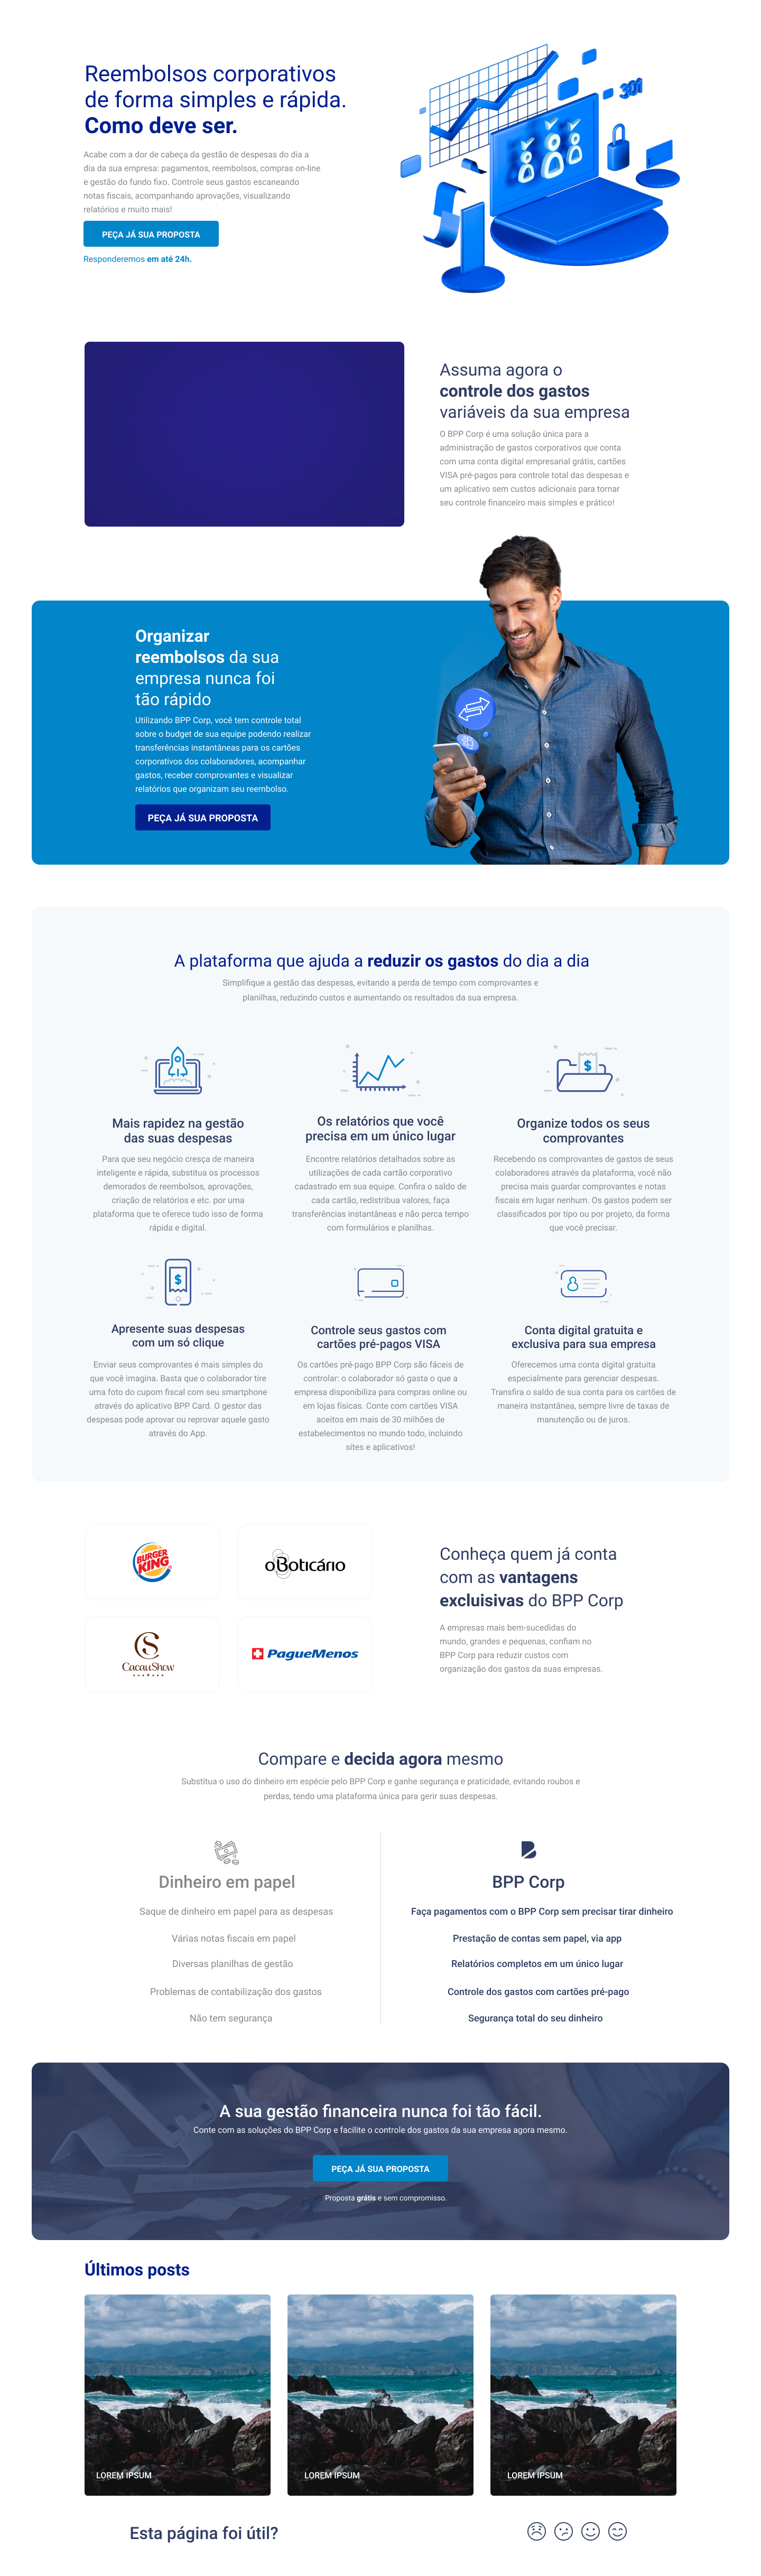 Reembolsos corporativos
de forma simples e rápida.
Como deve ser.
Acabe com a dor de cabeça da gestão de despesas do dia a
dia da sua empresa: pagamentos, reembolsos, compras on-line
e gestão do fundo fixo. Controle seus gastos escaneando
notas fiscais, acompanhando aprovações, visualizando
relatórios e muito mais!
PEÇA JÁ SUA PROPOSTA
Responderemos em até 24h.
Assuma agora o
controle dos gastos
variáveis da sua empresa
O BPP Corp é uma solução única para a
administração de gastos corporativos que conta
com uma conta digital empresarial grátis, cartões
VISA pré-pagos para controle total das despesas e
um aplicativo sem custos adicionais para tornar
seu controle financeiro mais simples e prático!
Organizar
reembolsos da sua
empresa nunca foi
tão rápido
Utilizando BPP Corp, você tem controle total
sobre o budget de sua equipe podendo realizar
transferências instantâneas para os cartões
corporativos dos colaboradores, acompanhar
gastos, receber comprovantes e visualizar
relatórios que organizam seu reembolso.
PEÇA JÁ SUA PROPOSTA
A plataforma que ajuda a reduzir os gastos do dia a dia
Simplifique a gestão das despesas, evitando a perda de tempo com comprovantes e
planilhas, reduzindo custos e aumentando os resultados da sua empresa.
Mais rapidez na gestão
das suas despesas
Para que seu negócio cresça de maneira
inteligente e rápida, substitua os processos
demorados de reembolsos, aprovações,
criação de relatórios e etc. por uma
plataforma que te oferece tudo isso de forma
rápida e digital.
Os relatórios que você
precisa em um único lugar
Encontre relatórios detalhados sobre as
utilizações de cada cartão corporativo
cadastrado em sua equipe. Confira o saldo de
cada cartão, redistribua valores, faça
transferências instantâneas e não perca tempo
com formulários e planilhas.
Organize todos os seus
comprovantes
Recebendo os comprovantes de gastos de seus
colaboradores através da plataforma, você não
precisa mais guardar comprovantes e notas
fiscais em lugar nenhum. Os gastos podem ser
classificados por tipo ou por projeto, da forma
que você precisar.
Apresente suas despesas
com um só clique
Enviar seus comprovantes é mais simples do
que você imagina. Basta que o colaborador tire
uma foto do cupom fiscal com seu smartphone
através do aplicativo BPP Card. O gestor das
despesas pode aprovar ou reprovar aquele gasto
através do App.
Controle seus gastos com
cartões pré-pagos VISA
Os cartões pré-pago BPP Corp são fáceis de
controlar: o colaborador só gasta o que a
empresa disponibiliza para compras online ou
em lojas físicas. Conte com cartões VISA
aceitos em mais de 30 milhões de
estabelecimentos no mundo todo, incluindo
sites e aplicativos!
Conta digital gratuita e
exclusiva para sua empresa
Oferecemos uma conta digital gratuita
especialmente para gerenciar despesas.
Transfira o saldo de sua conta para os cartões de
maneira instantânea, sempre livre de taxas de
manutenção ou de juros.
BURGER
KING
oBoticário
CacauShow
PagueMenos
Conheça quem já conta
com as vantagens
excluisivas do BPP Corp
A empresas mais bem-sucedidas do
mundo, grandes e pequenas, confiam no
BPP Corp para reduzir custos com
organização dos gastos da suas empresas.
Compare e decida agora mesmo
Substitua o uso do dinheiro em espécie pelo BPP Corp e ganhe segurança e praticidade, evitando roubos e
perdas, tendo uma plataforma única para gerir suas despesas.
Dinheiro em papel
Saque de dinheiro em papel para as despesas
Várias notas fiscais em papel
Diversas planilhas de gestão
Problemas de contabilização dos gastos
Não tem segurança
BPP Corp
Faça pagamentos com o BPP Corp sem precisar tirar dinheiro
Prestação de contas sem papel, via app
Relatórios completos em um único lugar
Controle dos gastos com cartões pré-pago
Segurança total do seu dinheiro
A sua gestão financeira nunca foi tão fácil.
Conte com as soluções do BPP Corp e facilite o controle dos gastos da sua empresa agora mesmo.
PEÇA JÁ SUA PROPOSTA
Proposta grátis e sem compromisso.
Últimos posts
LOREM IPSUM
LOREM IPSUM
LOREM IPSUM
Esta página foi útil?